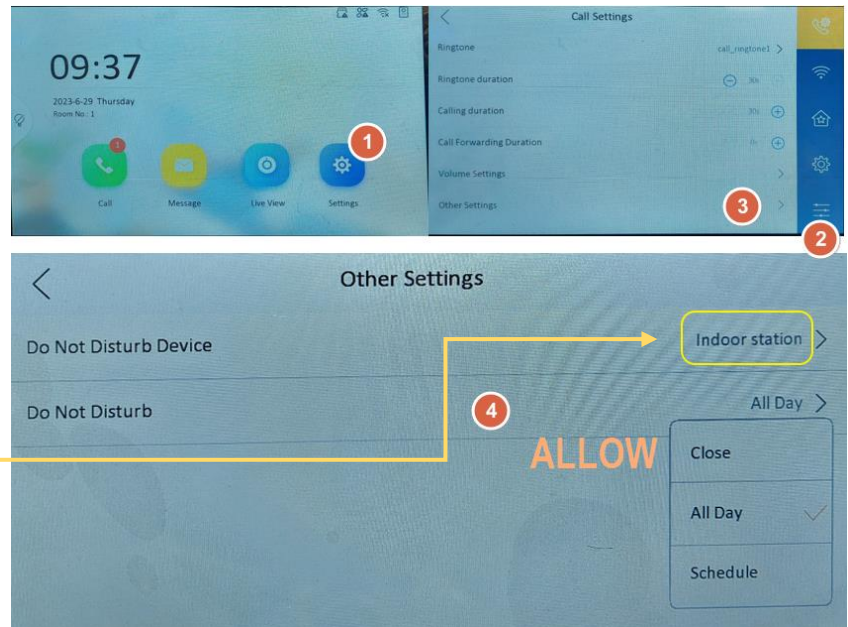 09:37
2023-6-29 Thursday
Room No.: 1
1
1
Call
Message
Live View
Settings
Call Settings
Ringtone
call_ringtone1 >
Ringtone duration
30s
Calling duration
30s
Call Forwarding Duration
0s
Volume Settings
>
Other Settings
3
>
2
Other Settings
Do Not Disturb Device
Indoor station >
Do Not Disturb
4
All Day >
ALLOW
Close
All Day
Schedule